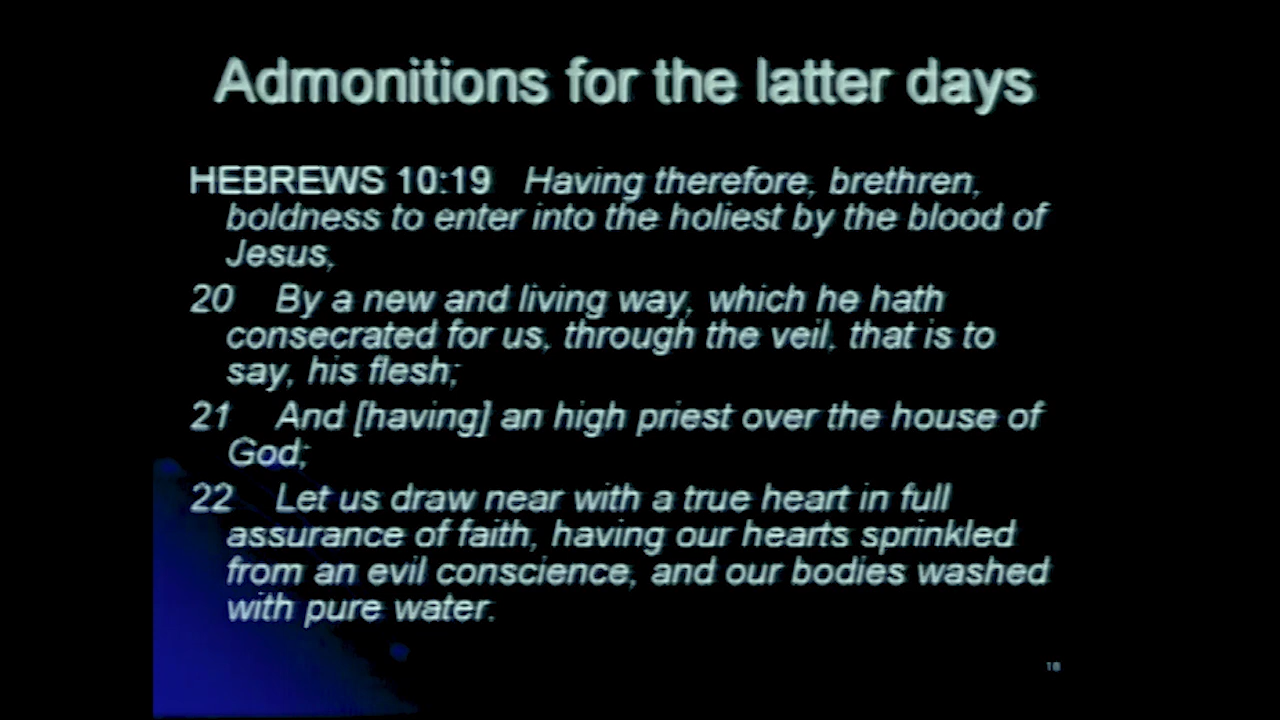 Admonitions for the latter days
HEBREWS 10:19 Having therefore, brethren,
boldness to enter into the holiest by the blood of
Jesus,
20 By a new and living way, which he hath
consecrated for us, through the veil, that is to
say, his flesh;
21 And [having] an high priest over the house of
God;
22 Let us draw near with a true heart in full
assurance of faith, having our hearts sprinkled
from an evil conscience, and our bodies washed
with pure water.